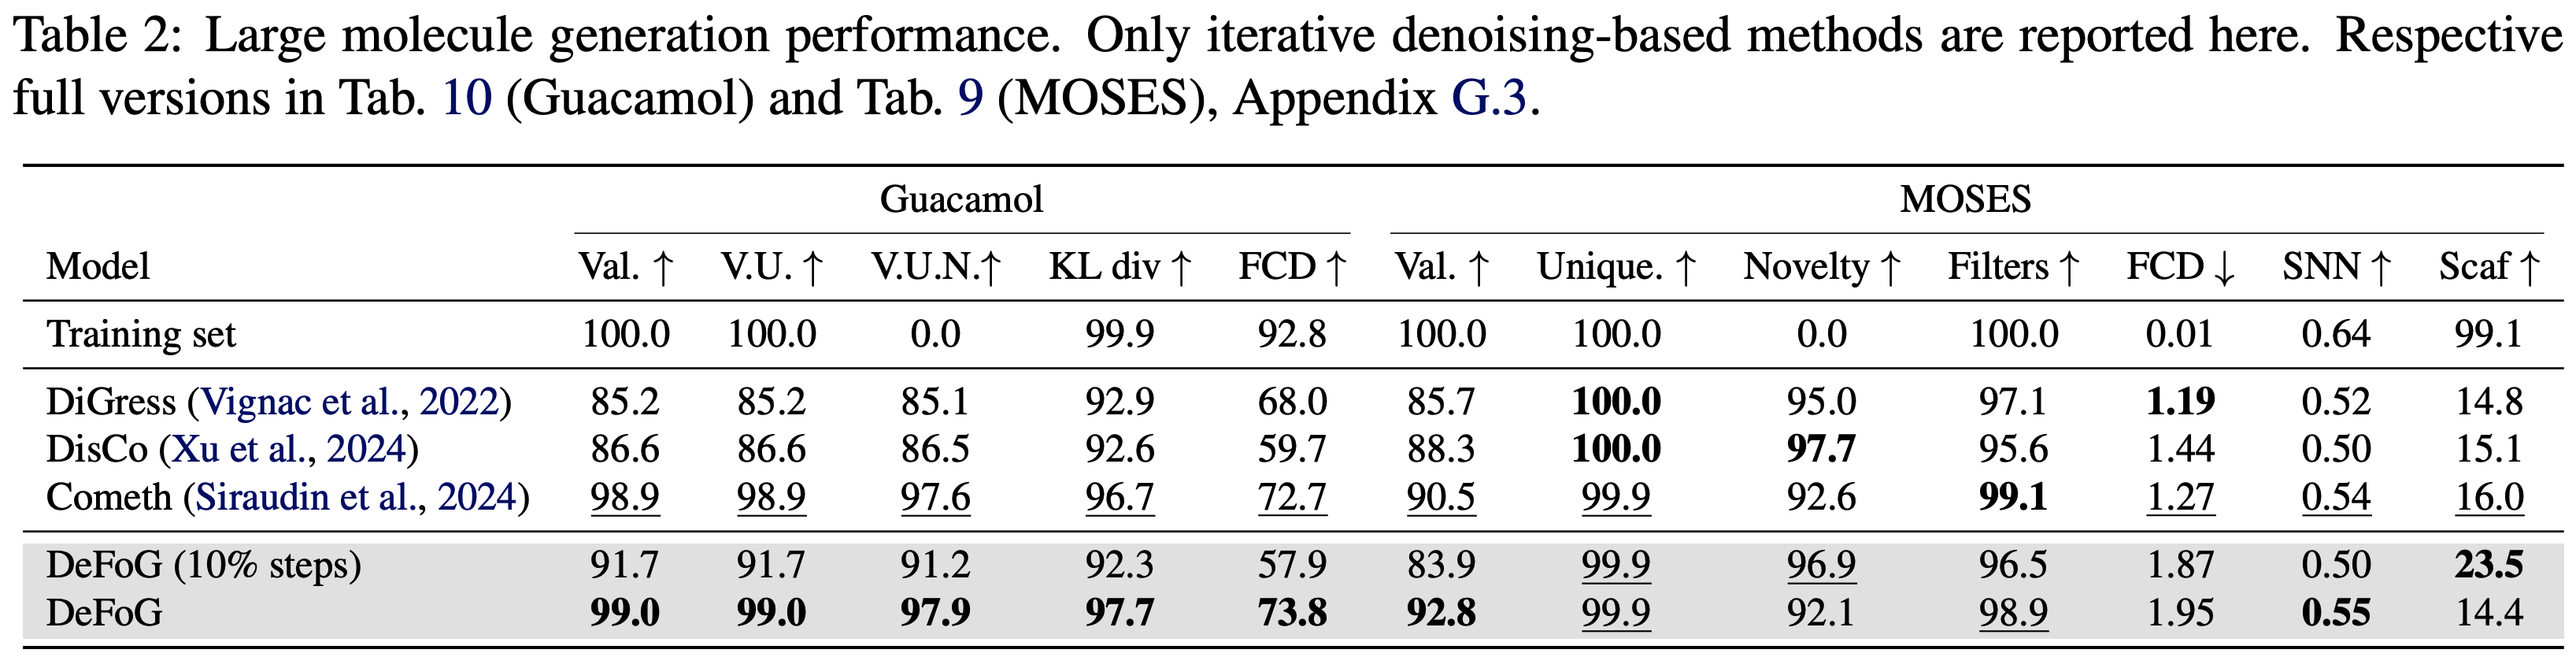 Table 2: Large molecule generation performance. Only iterative denoising-based methods are reported here. Respective
full versions in Tab. 10 (Guacamol) and Tab. 9 (MOSES), Appendix G.3.
Guacamol MOSES
Model Val. ↑ V.U. ↑ V.U.N.↑ KL div ↑ FCD ↑ Val. ↑ Unique. ↑ Novelty ↑ Filters ↑ FCD ↓ SNN ↑ Scaf ↑
Training set 100.0 100.0 0.0 99.9 92.8 100.0 100.0 0.0 100.0 0.01 0.64 99.1
DiGress (Vignac et al., 2022) 85.2 85.2 85.1 92.9 68.0 85.7 100.0 95.0 97.1 1.19 0.52 14.8
DisCo (Xu et al., 2024) 86.6 86.6 86.5 92.6 59.7 88.3 100.0 97.7 95.6 1.44 0.50 15.1
Cometh (Siraudin et al., 2024) 98.9 98.9 97.6 96.7 72.7 90.5 99.9 92.6 99.1 1.27 0.54 16.0
DeFoG (10% steps) 91.7 91.7 91.2 92.3 57.9 83.9 99.9 96.9 96.5 1.87 0.50 23.5
DeFoG 99.0 99.0 97.9 97.7 73.8 92.8 99.9 92.1 98.9 1.95 0.55 14.4